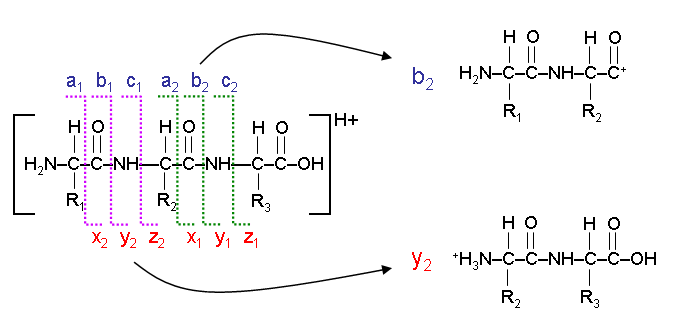 a₁ b₁ c₁ a₂ b₂ c₂
H O H O H O H+
H₂N–C–C–NH–C–C–NH–C–C–OH
R₁ R₂ R₃
x₂ y₂ z₂ x₁ y₁ z₁
b₂
H O H O
H₂N–C–C–NH–C–C⁺
R₁ R₂
y₂
H O H O
⁺H₃N–C–C–NH–C–C–OH
R₂ R₃